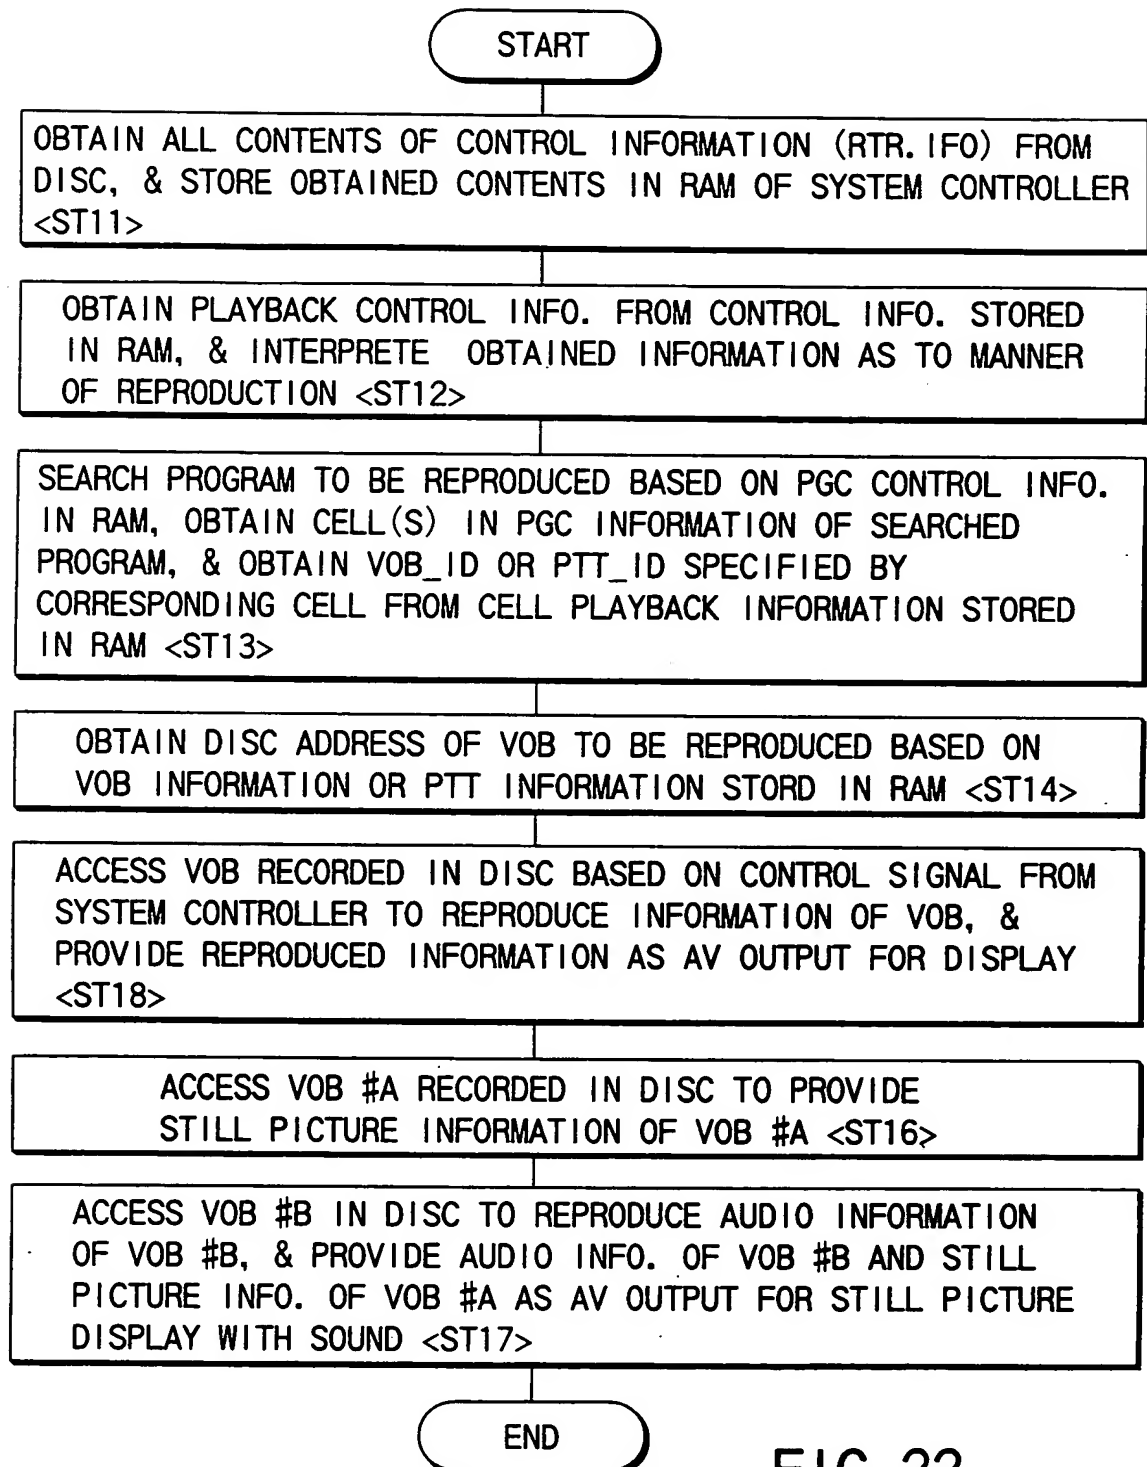 START
OBTAIN ALL CONTENTS OF CONTROL INFORMATION (RTR.IFO) FROM
DISC, & STORE OBTAINED CONTENTS IN RAM OF SYSTEM CONTROLLER
<ST11>
OBTAIN PLAYBACK CONTROL INFO. FROM CONTROL INFO. STORED
IN RAM, & INTERPRETE OBTAINED INFORMATION AS TO MANNER
OF REPRODUCTION <ST12>
SEARCH PROGRAM TO BE REPRODUCED BASED ON PGC CONTROL INFO.
IN RAM, OBTAIN CELL(S) IN PGC INFORMATION OF SEARCHED
PROGRAM, & OBTAIN VOB_ID OR PTT_ID SPECIFIED BY
CORRESPONDING CELL FROM CELL PLAYBACK INFORMATION STORED
IN RAM <ST13>
OBTAIN DISC ADDRESS OF VOB TO BE REPRODUCED BASED ON
VOB INFORMATION OR PTT INFORMATION STORD IN RAM <ST14>
ACCESS VOB RECORDED IN DISC BASED ON CONTROL SIGNAL FROM
SYSTEM CONTROLLER TO REPRODUCE INFORMATION OF VOB, &
PROVIDE REPRODUCED INFORMATION AS AV OUTPUT FOR DISPLAY
<ST18>
ACCESS VOB #A RECORDED IN DISC TO PROVIDE
STILL PICTURE INFORMATION OF VOB #A <ST16>
ACCESS VOB #B IN DISC TO REPRODUCE AUDIO INFORMATION
OF VOB #B, & PROVIDE AUDIO INFO. OF VOB #B AND STILL
PICTURE INFO. OF VOB #A AS AV OUTPUT FOR STILL PICTURE
DISPLAY WITH SOUND <ST17>
END
FIG. 22